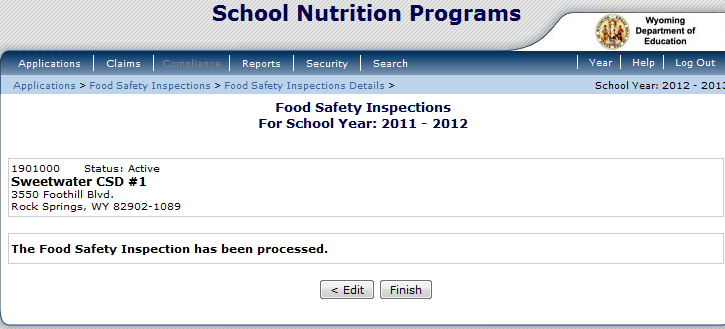 School Nutrition Programs
Wyoming
Department of
Education
Applications Claims Compliance Reports Security Search Year Help Log Out
Applications > Food Safety Inspections > Food Safety Inspections Details > School Year: 2012 - 2013
Food Safety Inspections
For School Year: 2011 - 2012
1901000 Status: Active
Sweetwater CSD #1
3550 Foothill Blvd.
Rock Springs, WY 82902-1089
The Food Safety Inspection has been processed.
< Edit Finish